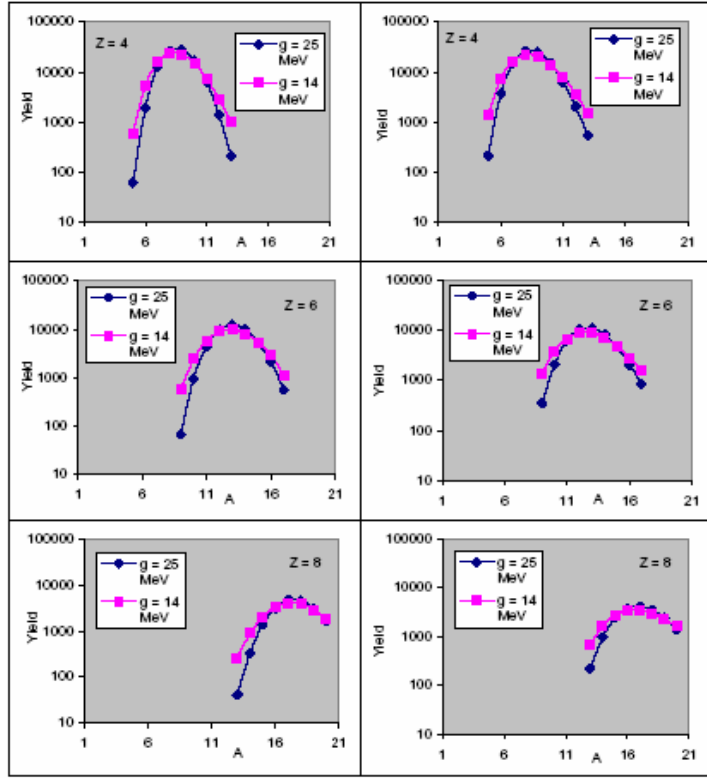 100000
10000
1000
100
10
Yield
Z = 4
g = 25
MeV
g = 14
MeV
1 6 11 A 16 21
100000
10000
1000
100
10
Yield
Z = 4
g = 25
MeV
g = 14
MeV
1 6 11 A 16 21
100000
10000
1000
100
10
Yield
g = 25
MeV
g = 14
MeV
Z = 6
1 6 11 A 16 21
100000
10000
1000
100
10
Yield
g = 25
MeV
g = 14
MeV
Z = 6
1 6 11 A 16 21
100000
10000
1000
100
10
Yield
g = 25
MeV
g = 14
MeV
Z = 8
1 6 11 A 16 21
100000
10000
1000
100
10
Yield
g = 25
MeV
g = 14
MeV
Z = 8
1 6 11 A 16 21